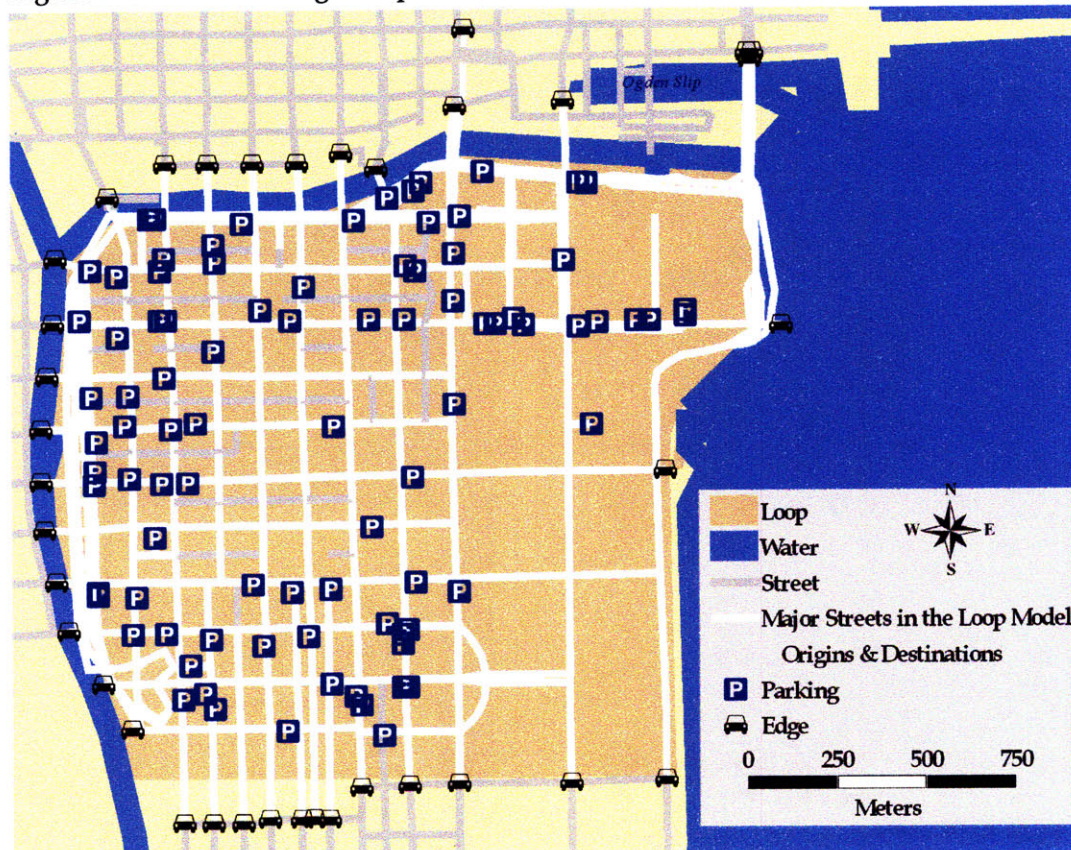 Ogden Slip
N
W E
S
Loop
Water
Street
Major Streets in the Loop Model
Origins & Destinations
P Parking
Edge
0 250 500 750
Meters